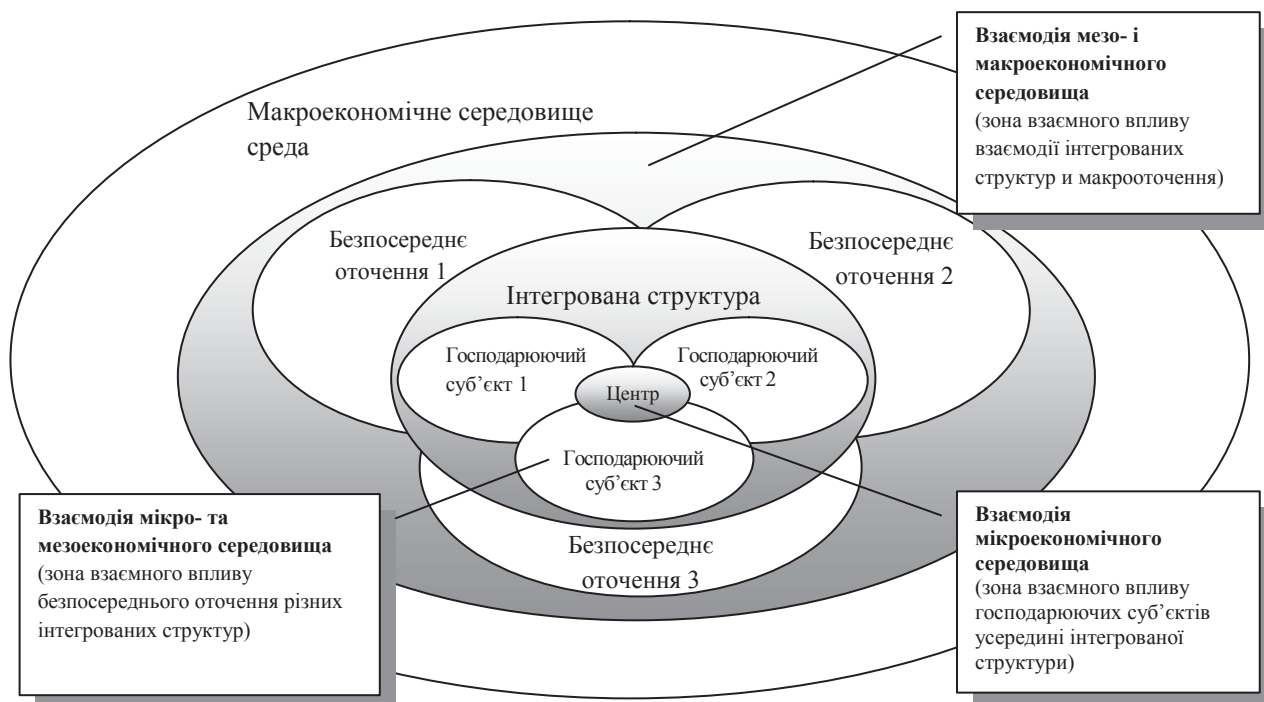 Взаємодія мезо- і
макроекономічного
середовища
(зона взаємного впливу
взаємодії інтегрованих
структур и макрооточення)
Макроекономічне середовище
среда
Безпосереднє
оточення 1
Безпосереднє
оточення 2
Інтегрована структура
Господарюючий
суб’єкт 1
Господарюючий
суб’єкт 2
Центр
Господарюючий
суб’єкт 3
Безпосереднє
оточення 3
Взаємодія мікро- та
мезоекономічного середовища
(зона взаємного впливу
безпосереднього оточення різних
інтегрованих структур)
Взаємодія
мікроекономічного
середовища
(зона взаємного впливу
господарюючих суб’єктів
усередині інтегрованої
структури)